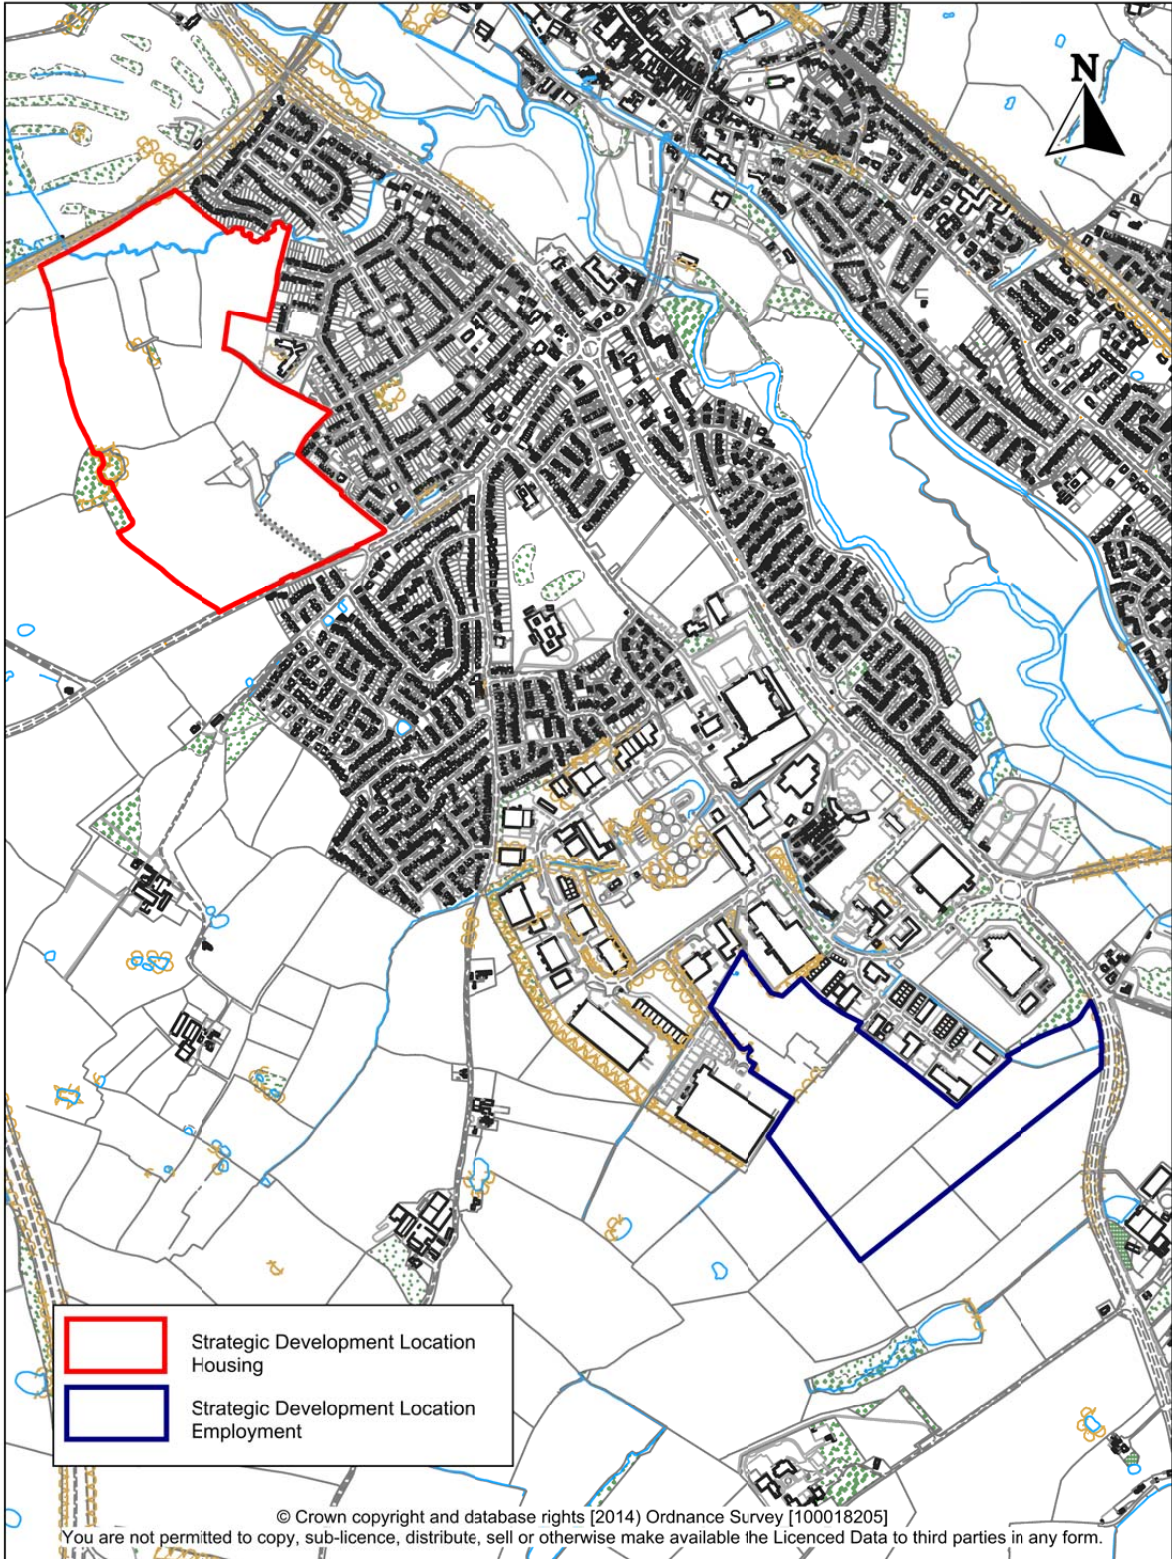 N
Strategic Development Location
Housing
Strategic Development Location
Employment
© Crown copyright and database rights [2014) Ordnance Survey [100018205]
You are not permitted to copy, sub-licence, distribute, sell or otherwise make available the Licenced Data to third parties in any form.